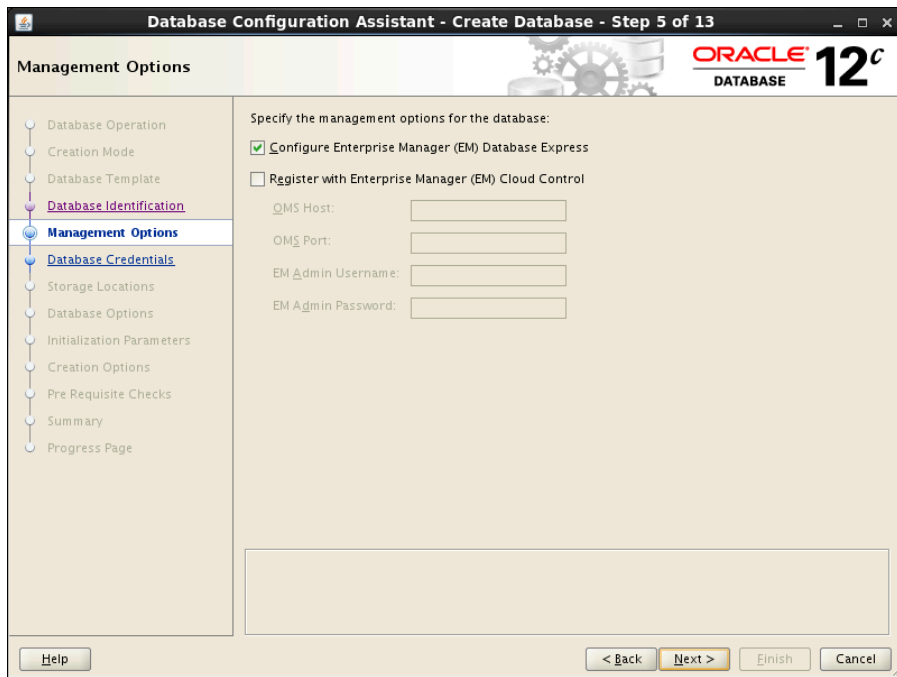 Database Configuration Assistant - Create Database - Step 5 of 13
Management Options
ORACLE
DATABASE
12c
Database Operation
Creation Mode
Database Template
Database Identification
Management Options
Database Credentials
Storage Locations
Database Options
Initialization Parameters
Creation Options
Pre Requisite Checks
Summary
Progress Page
Specify the management options for the database:
Configure Enterprise Manager (EM) Database Express
Register with Enterprise Manager (EM) Cloud Control
OMS Host:
OMS Port:
EM Admin Username:
EM Admin Password:
Help
< Back
Next >
Finish
Cancel